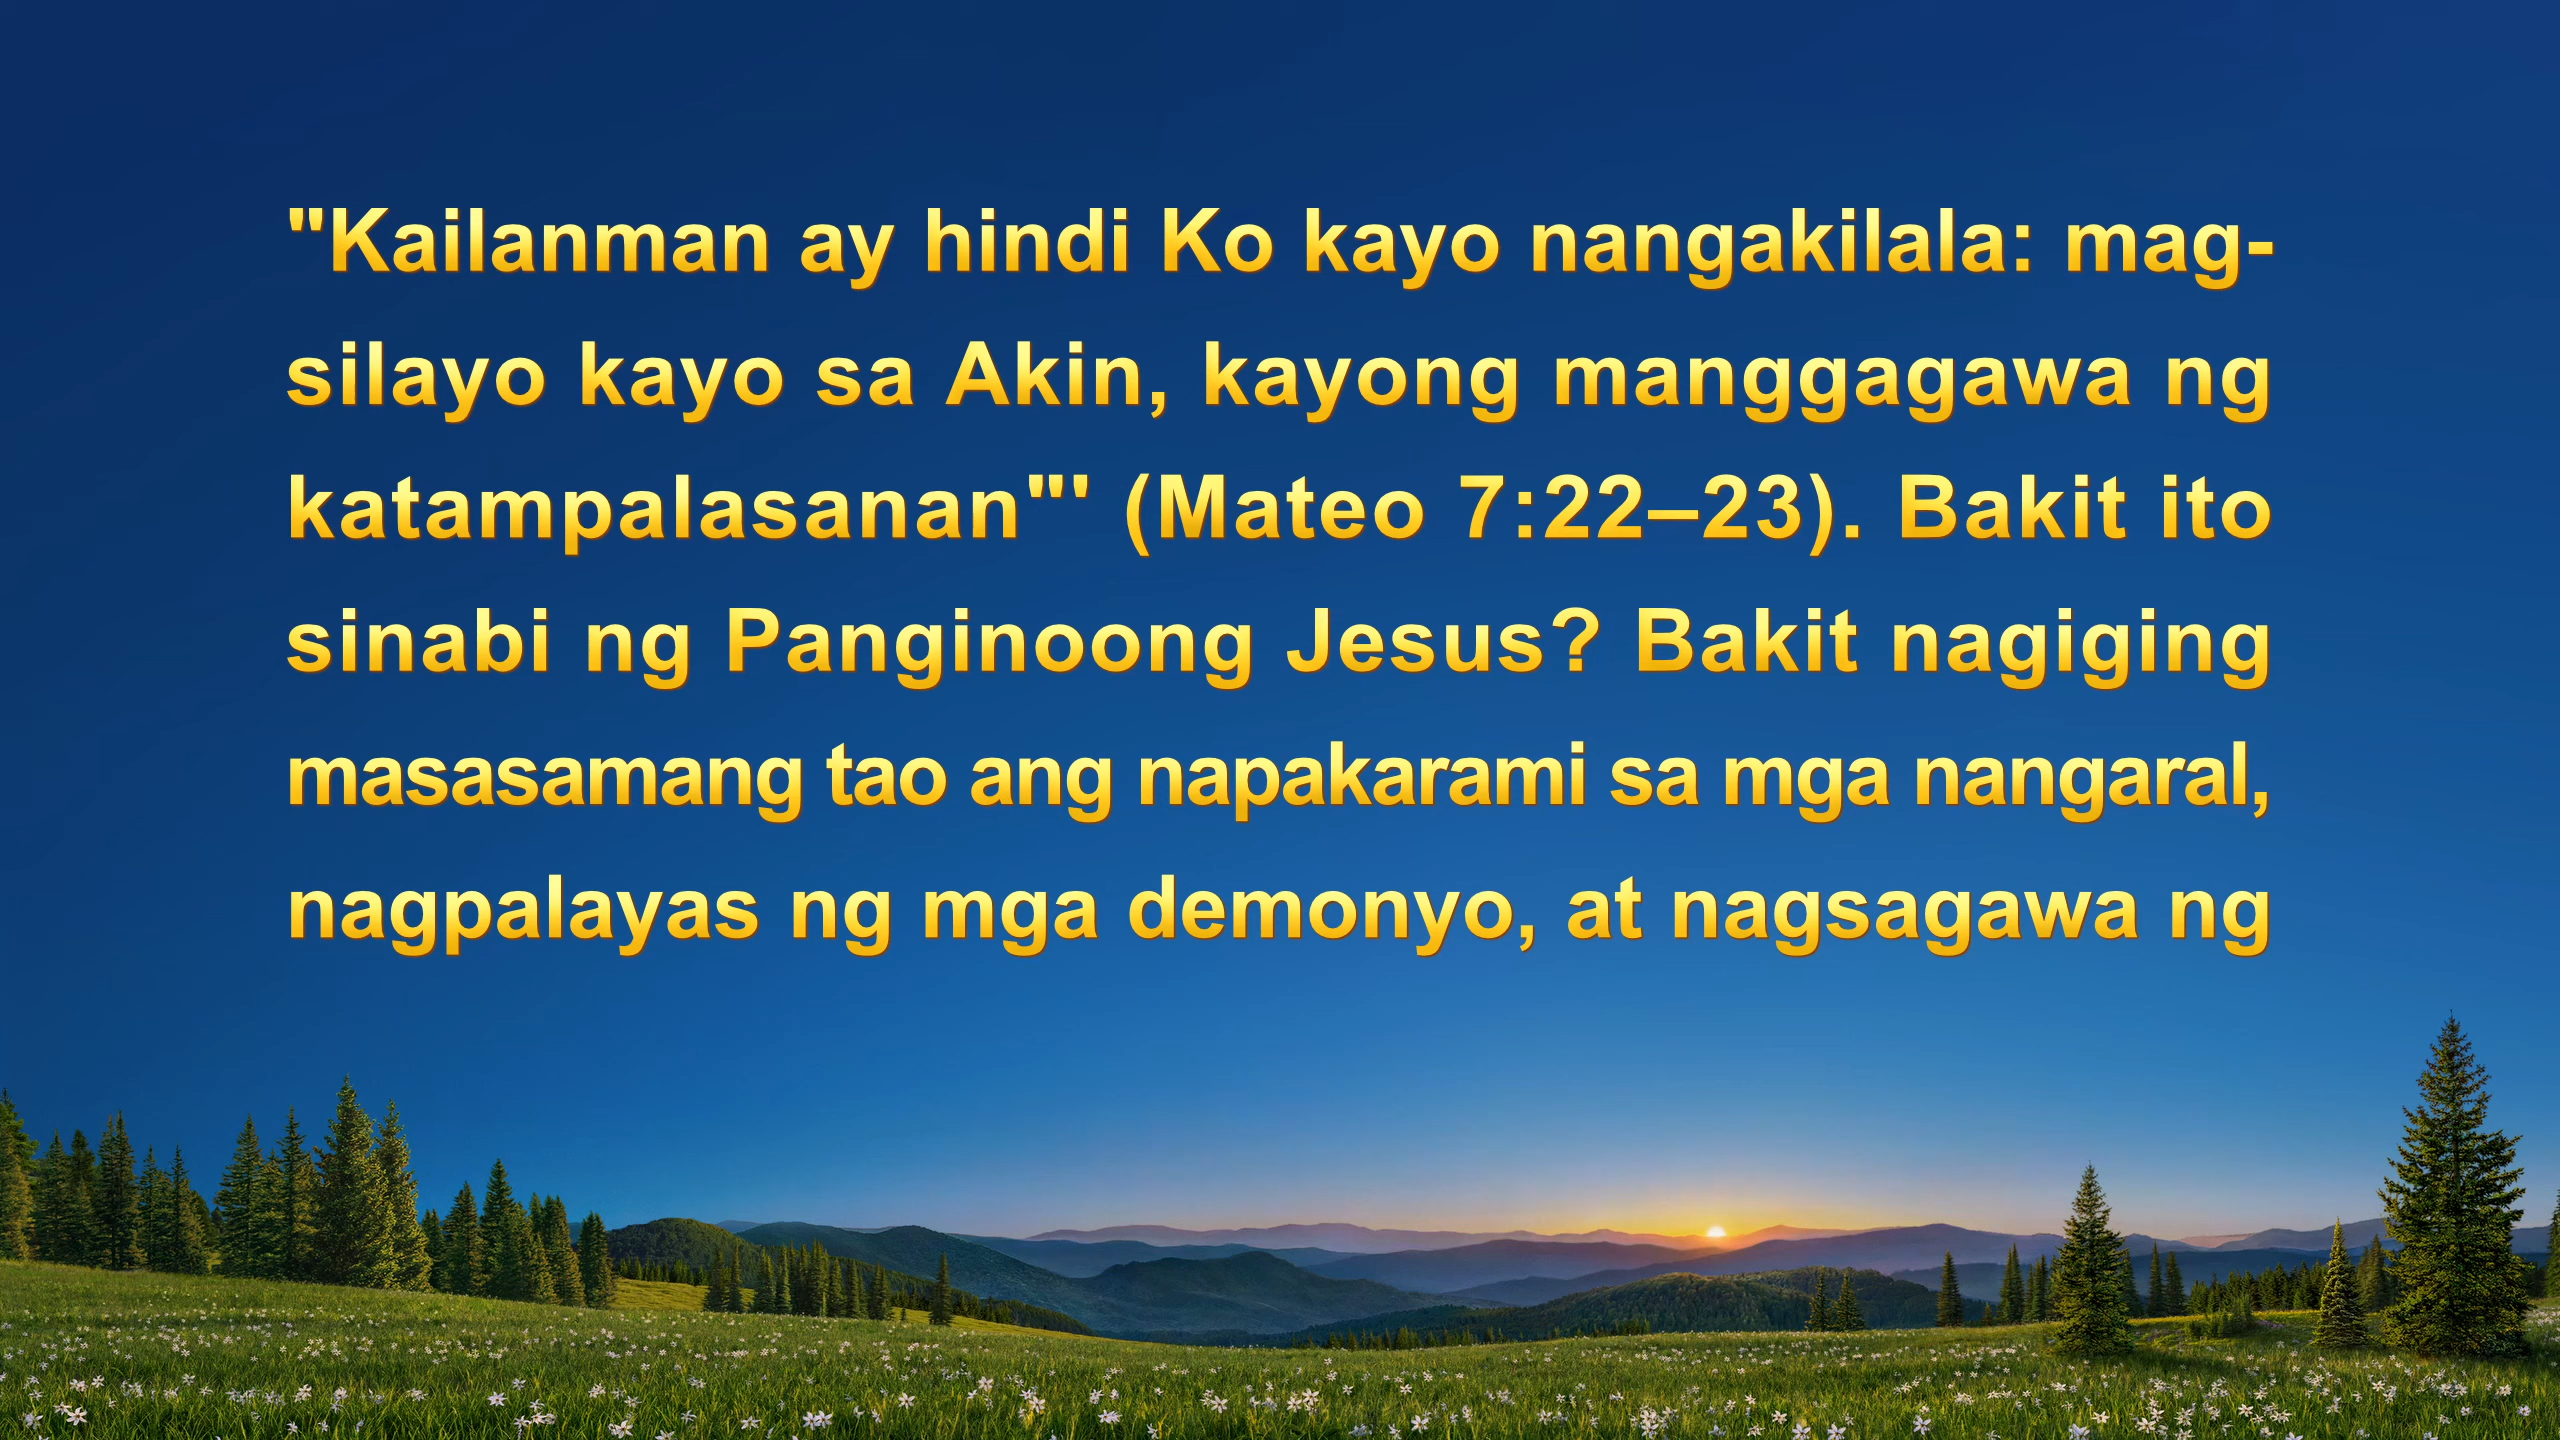 "Kailanman ay hindi Ko kayo nangakilala: mag-
silayo kayo sa Akin, kayong manggagawa ng
katampalasanan"' (Mateo 7:22–23). Bakit ito
sinabi ng Panginoong Jesus? Bakit nagiging
masasamang tao ang napakarami sa mga nangaral,
nagpalayas ng mga demonyo, at nagsagawa ng